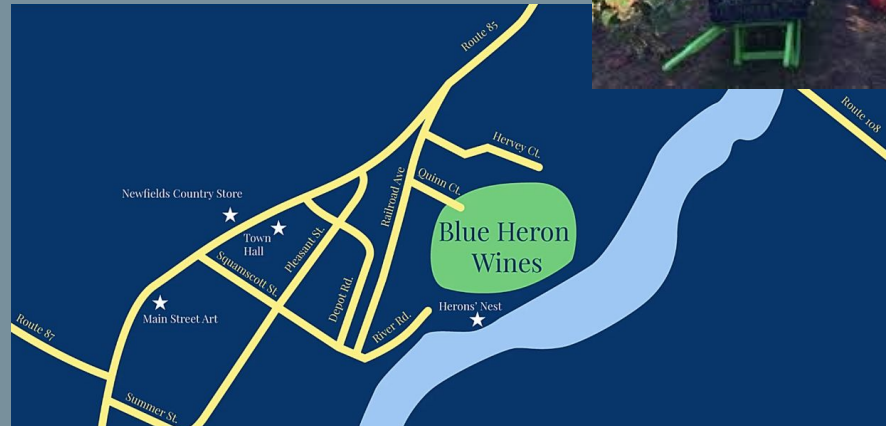 Route 85
Route 108
Hervey Ct.
Quinn Ct.
Railroad Ave
Newfields Country Store
Town
Hall
Pleasant St.
Blue Heron
Wines
Squamscott St.
Depot Rd.
Herons' Nest
River Rd.
Main Street Art
Route 87
Summer St.